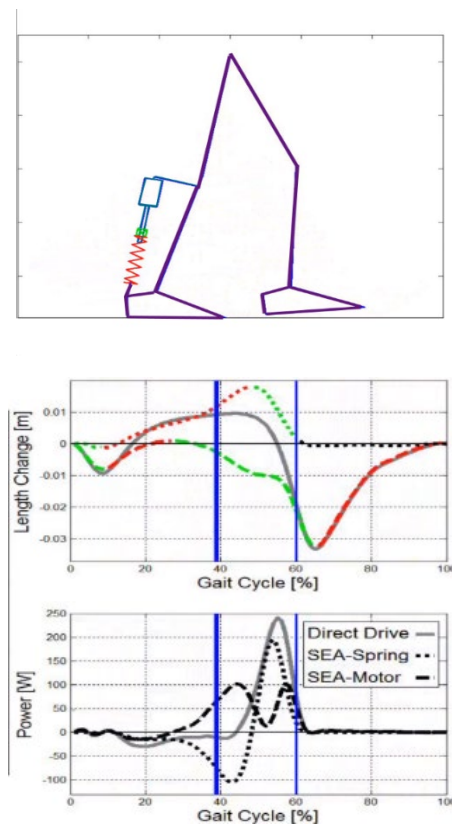 0.01
0
-0.01
-0.02
-0.03
Length Change [m]
0 20 40 60 80 100
Gait Cycle [%]
250
200
150
100
50
0
-50
-100
Power [W]
Direct Drive
SEA-Spring
SEA-Motor
0 20 40 60 80 100
Gait Cycle [%]